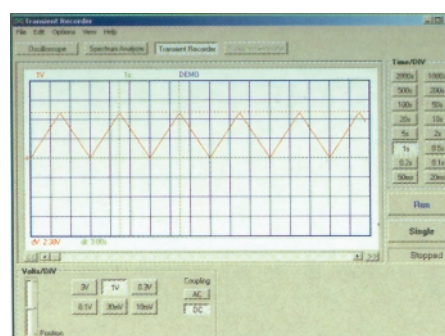 Transient Recorder
File Edit Options View Help
Oscilloscope Spectrum Analyzer Transient Recorder
1s DEMO
Time/DIV
2000s 1000s
500s 200s
100s 50s
20s 10s
5s 2s
1s 0.5s
0.2s 0.1s
50ms 20ms
Run
Single
Stopped
dV: 2.30V dt: 3.00s
Volts/DIV
3V 1V 0.3V
0.1V 30mV 10mV
Coupling
AC
DC
Position